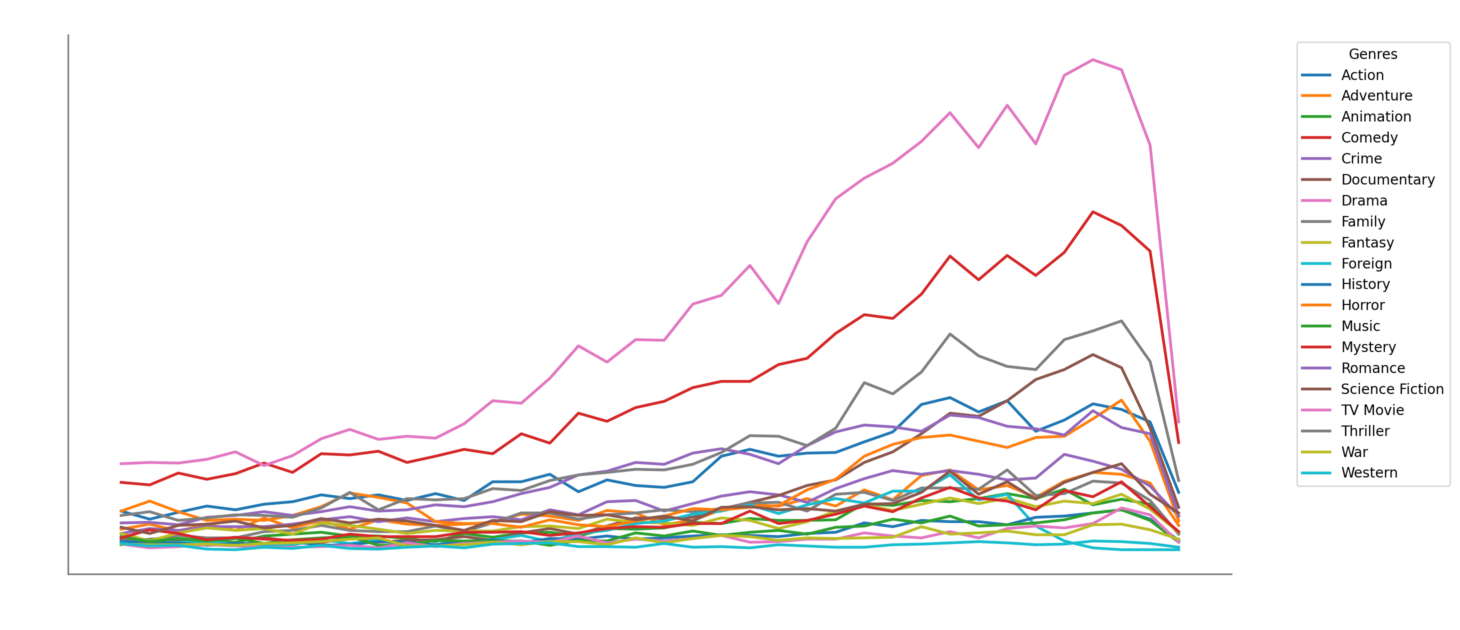 Genres
Action
Adventure
Animation
Comedy
Crime
Documentary
Drama
Family
Fantasy
Foreign
History
Horror
Music
Mystery
Romance
Science Fiction
TV Movie
Thriller
War
Western